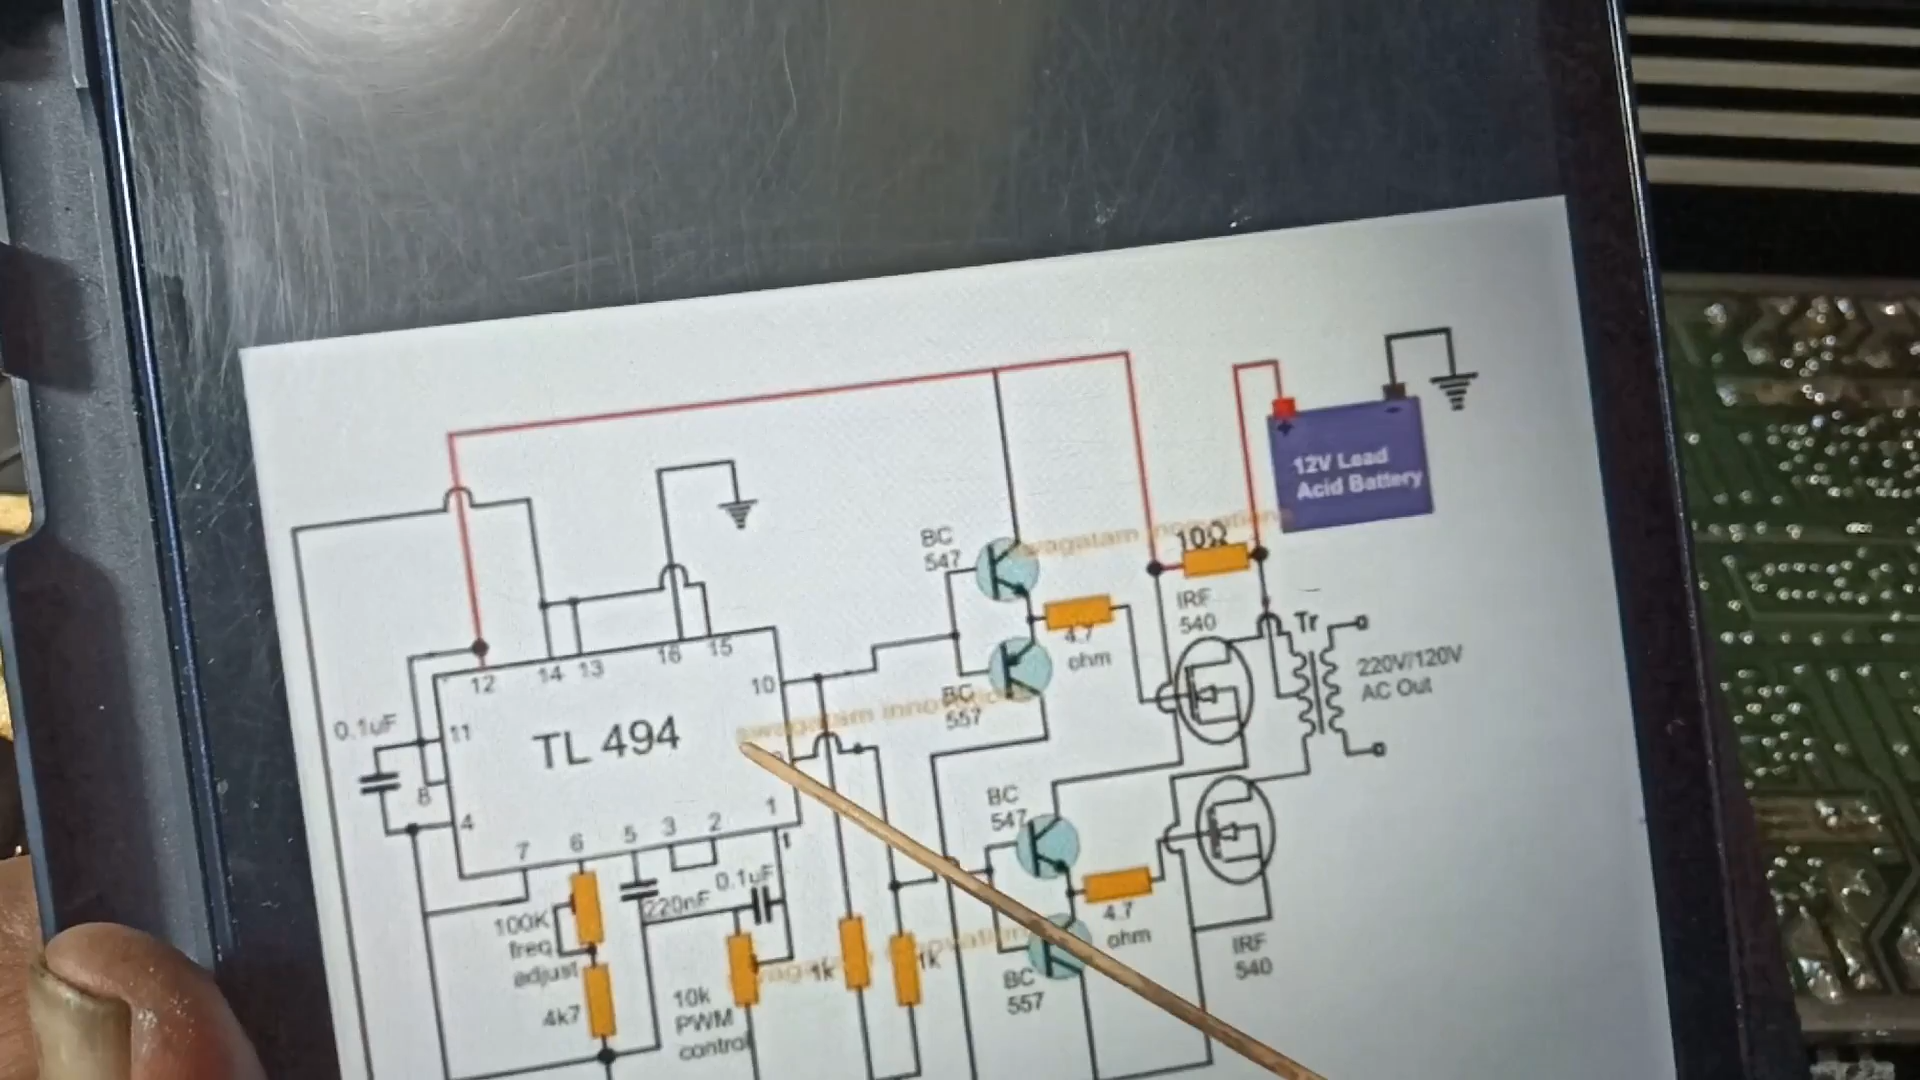 12V Lead
Acid Battery
10Ω
BC
547
IRF
540
Tr
4.7
ohm
220V/120V
AC Out
16
15
14
13
12
10
BC
557
swagatam innovations
0.1uF
11
TL 494
8
4
1
BC
547
7
6
5
3
2
0.1uF
220nF
100K
freq
adjust
4.7
ohm
IRF
540
1k
1k
10k
PWM
control
BC
557
4k7